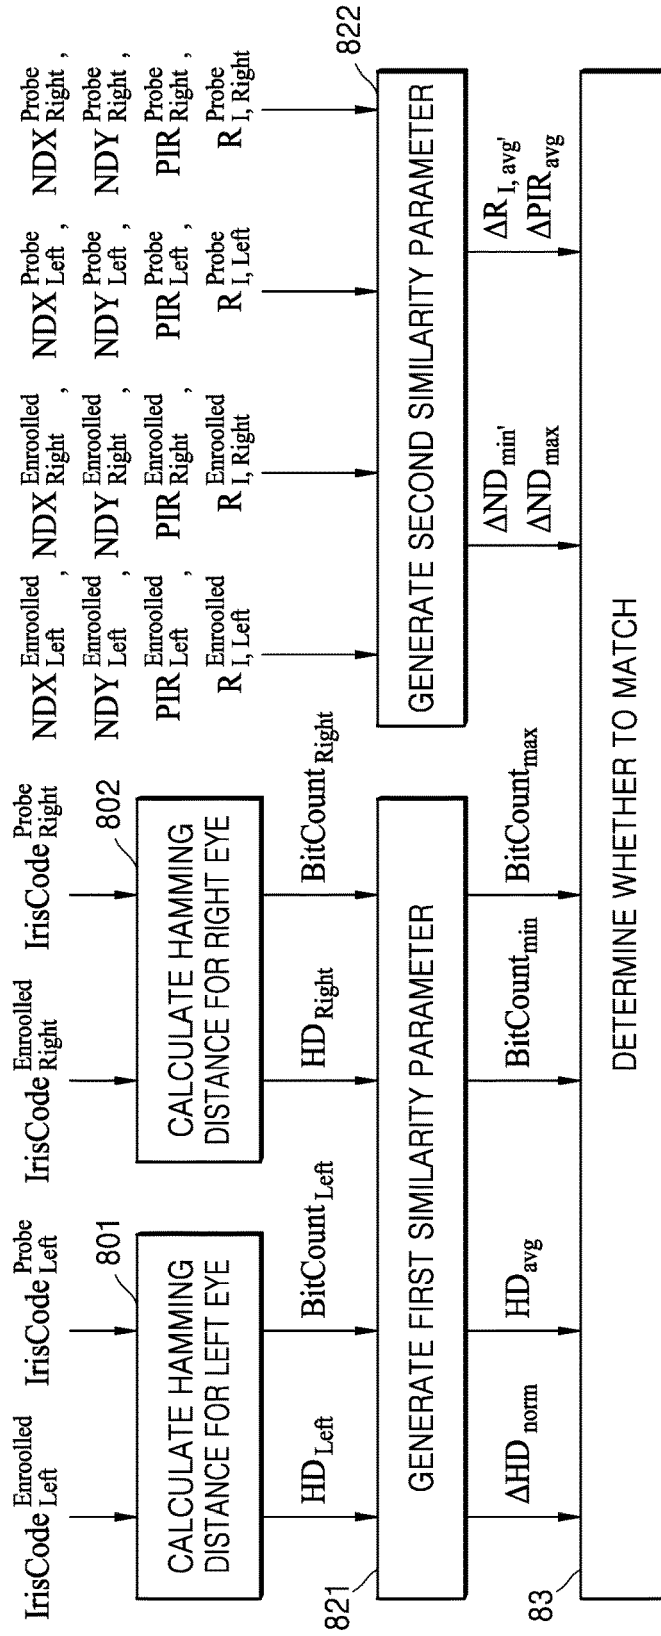 IrisCode Enroolled Left
IrisCode Probe Left
IrisCode Enroolled Right
IrisCode Probe Right
NDX Enroolled Left ,
NDY Enroolled Left ,
PIR Enroolled Left ,
R Enroolled I, Left
NDX Enroolled Right ,
NDY Enroolled Right ,
PIR Enroolled Right ,
R Enroolled I, Right
NDX Probe Left ,
NDY Probe Left ,
PIR Probe Left ,
R Probe I, Left
NDX Probe Right ,
NDY Probe Right ,
PIR Probe Right ,
R Probe I, Right
801
CALCULATE HAMMING
DISTANCE FOR LEFT EYE
802
CALCULATE HAMMING
DISTANCE FOR RIGHT EYE
HD Left
BitCount Left
HD Right
BitCount Right
821
GENERATE FIRST SIMILARITY PARAMETER
822
GENERATE SECOND SIMILARITY PARAMETER
ΔHD norm
HD avg
BitCount min
BitCount max
ΔND min'
ΔND max
ΔR I, avg'
ΔPIR avg
83
DETERMINE WHETHER TO MATCH